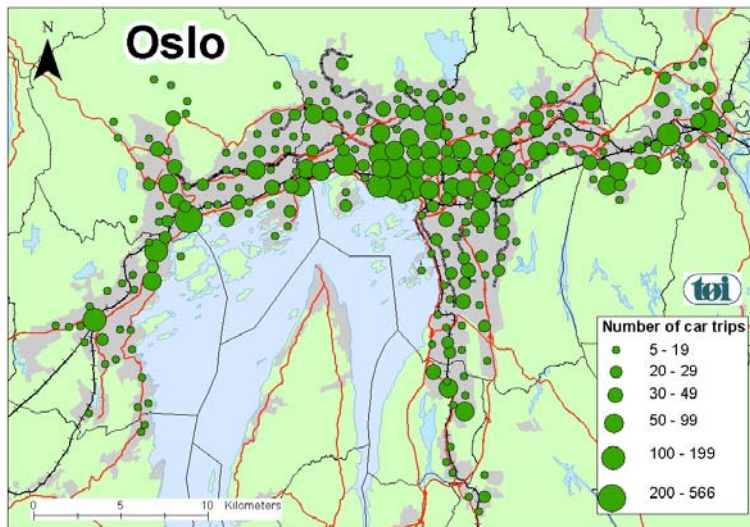 N
Oslo
tøi
Number of car trips
5 - 19
20 - 29
30 - 49
50 - 99
100 - 199
200 - 566
0 5 10 Kilometers